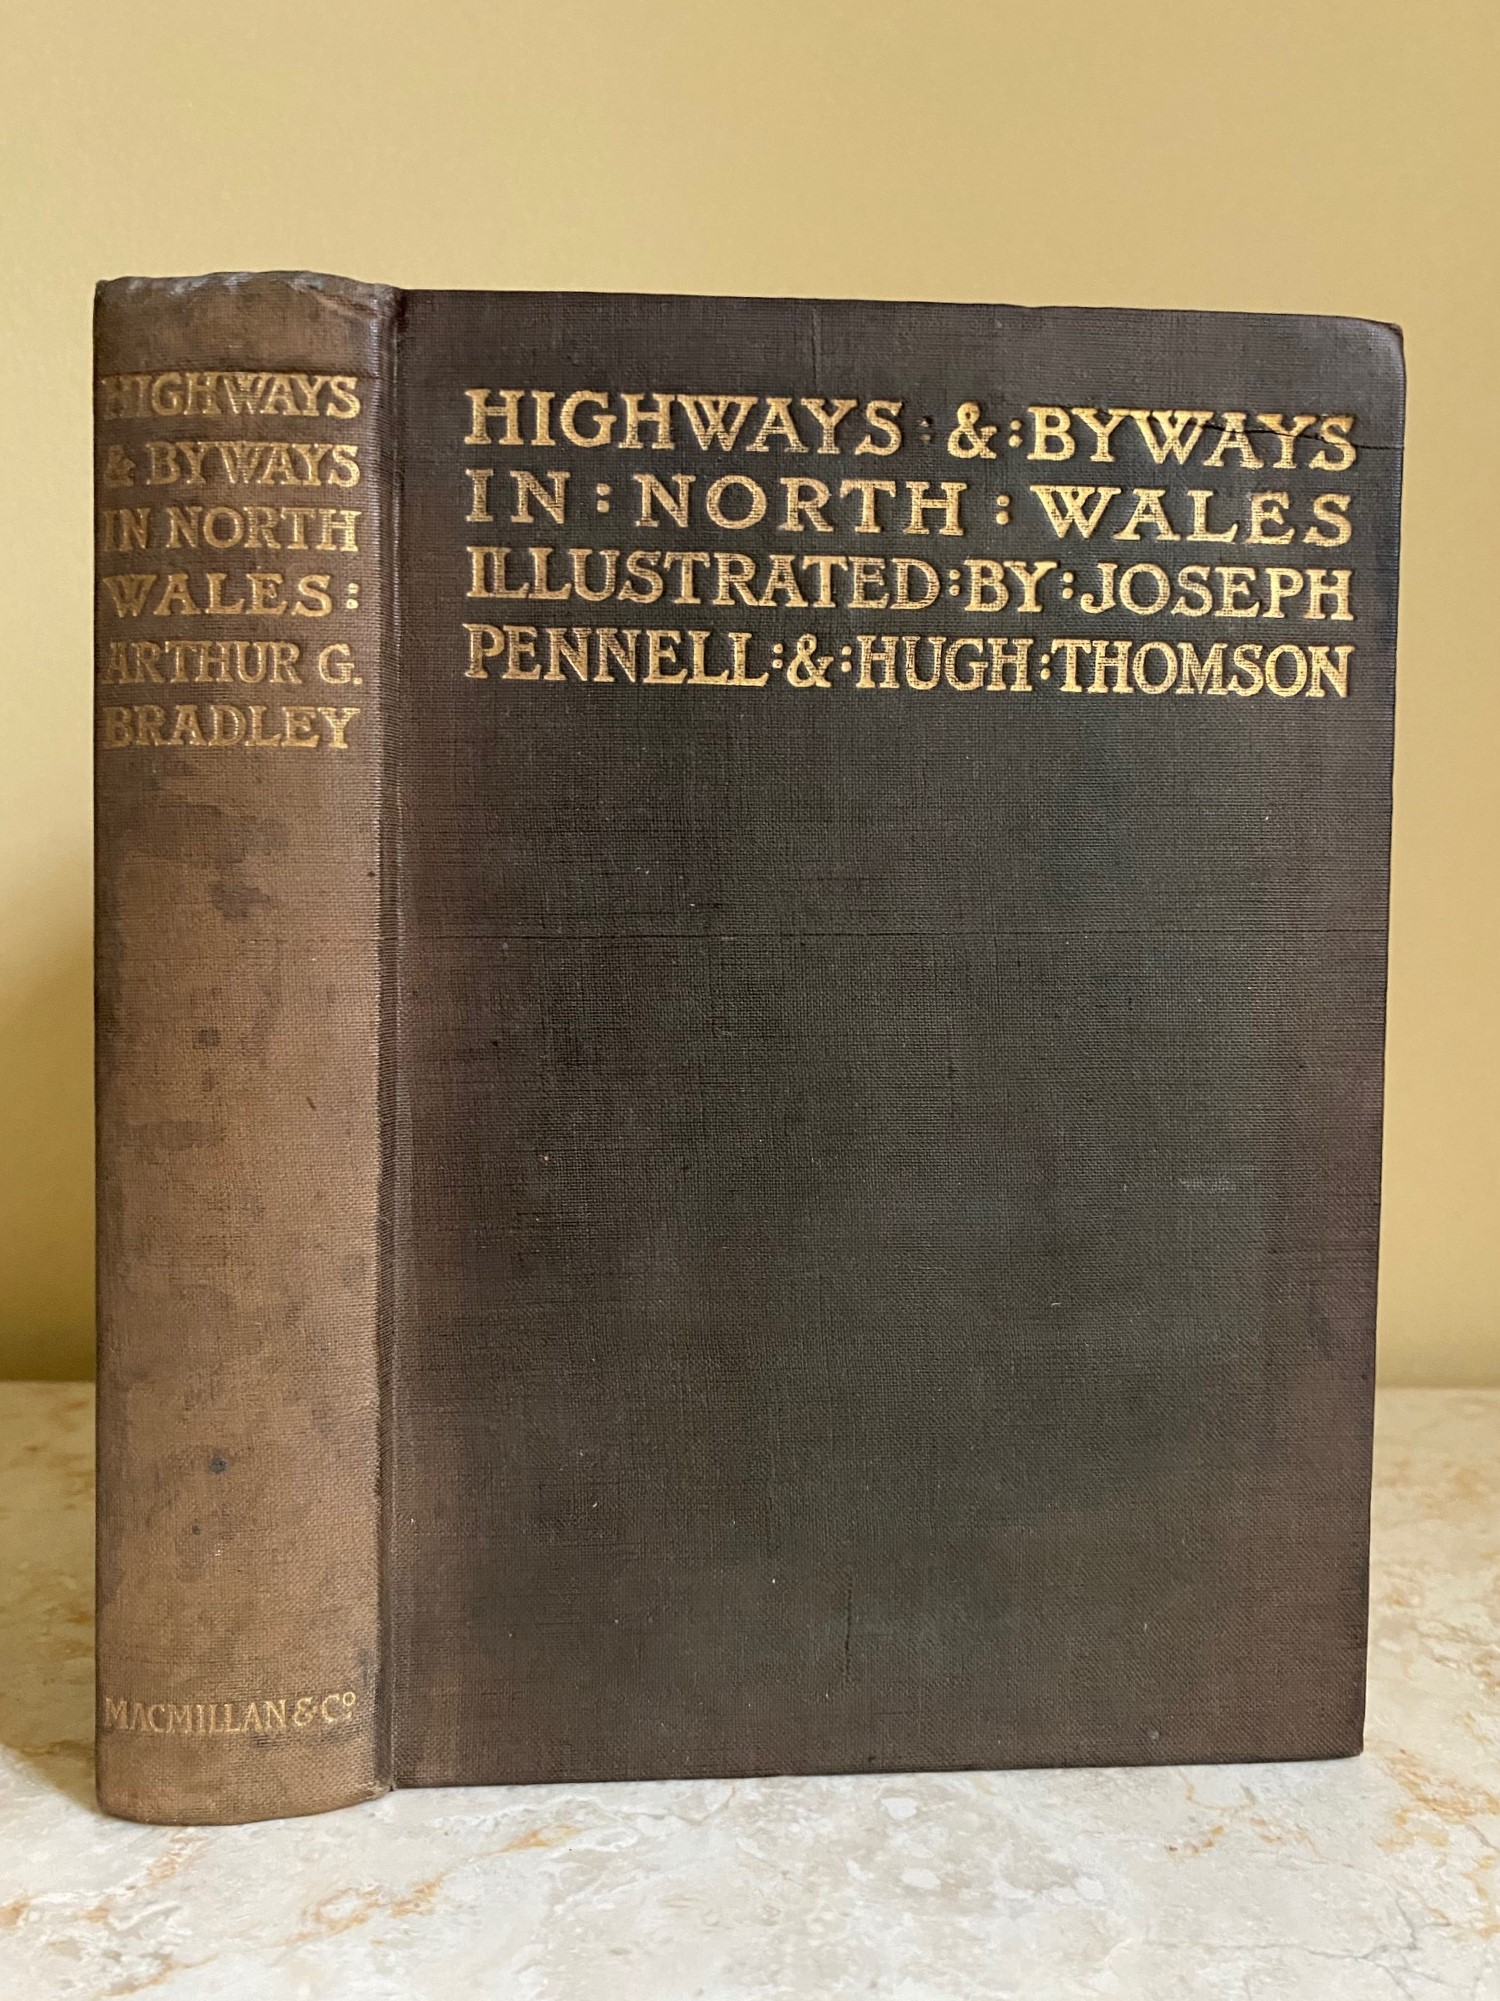 HIGHWAYS
& BYWAYS
IN NORTH
WALES:
ARTHUR G.
BRADLEY
MACMILLAN & Cº
HIGHWAYS : & : BYWAYS
IN : NORTH : WALES
ILLUSTRATED : BY : JOSEPH
PENNELL : & : HUGH : THOMSON